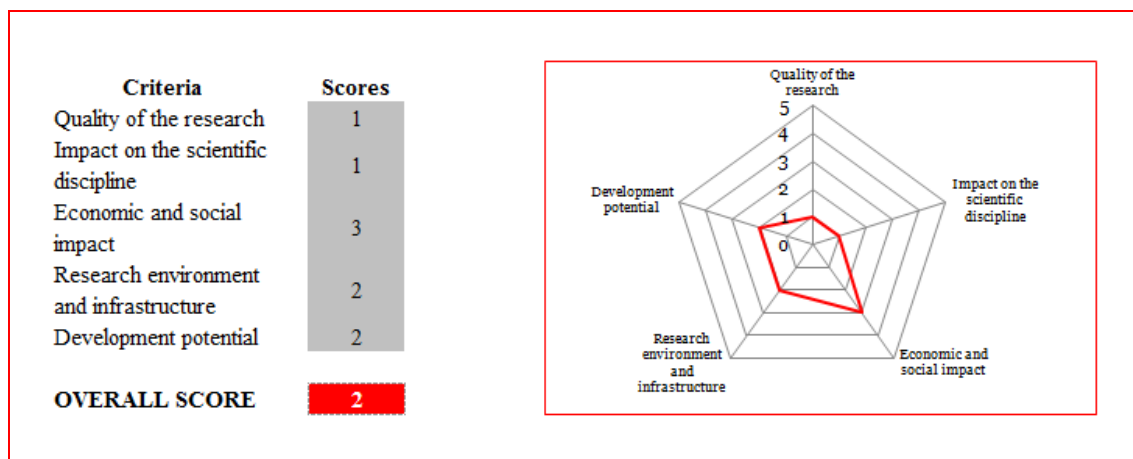 Criteria Scores
Quality of the research 1
Impact on the scientific
discipline
1
Economic and social
impact
3
Research environment
and infrastructure
2
Development potential 2
OVERALL SCORE 2
Quality of the
research
5
4
3
2
1
0
Impact on the
scientific
discipline
Economic and
social impact
Research
environment
and
infrastructure
Development
potential